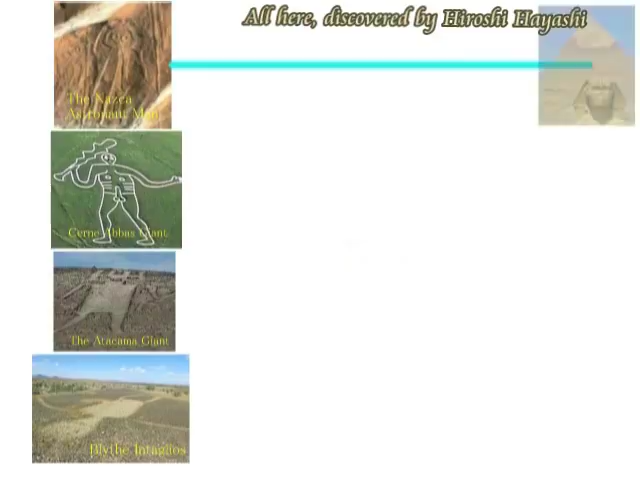 All here, discovered by Hiroshi Hayashi
The Nazca
Astronaut Man
Cerne Abbas Giant
The Atacama Giant
Blythe Intaglios